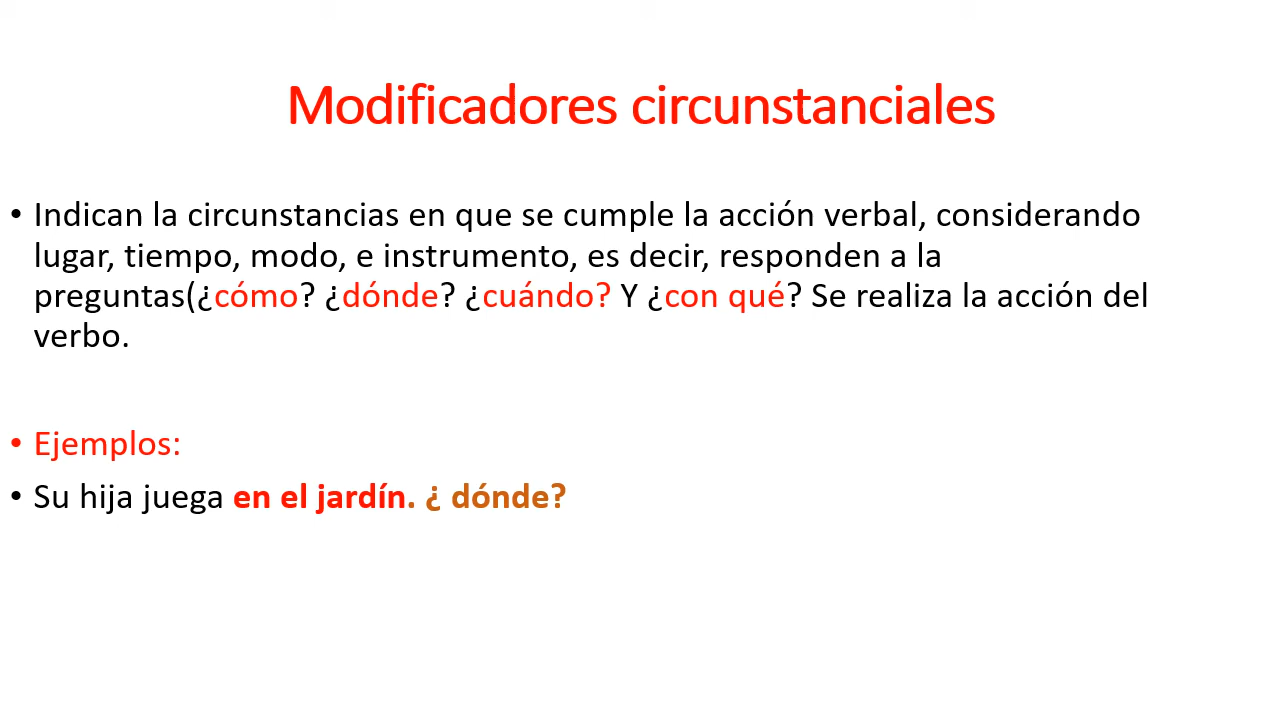 Modificadores circunstanciales
• Indican la circunstancias en que se cumple la acción verbal, considerando
lugar, tiempo, modo, e instrumento, es decir, responden a la
preguntas(¿cómo? ¿dónde? ¿cuándo? Y ¿con qué? Se realiza la acción del
verbo.
• Ejemplos:
• Su hija juega en el jardín. ¿ dónde?